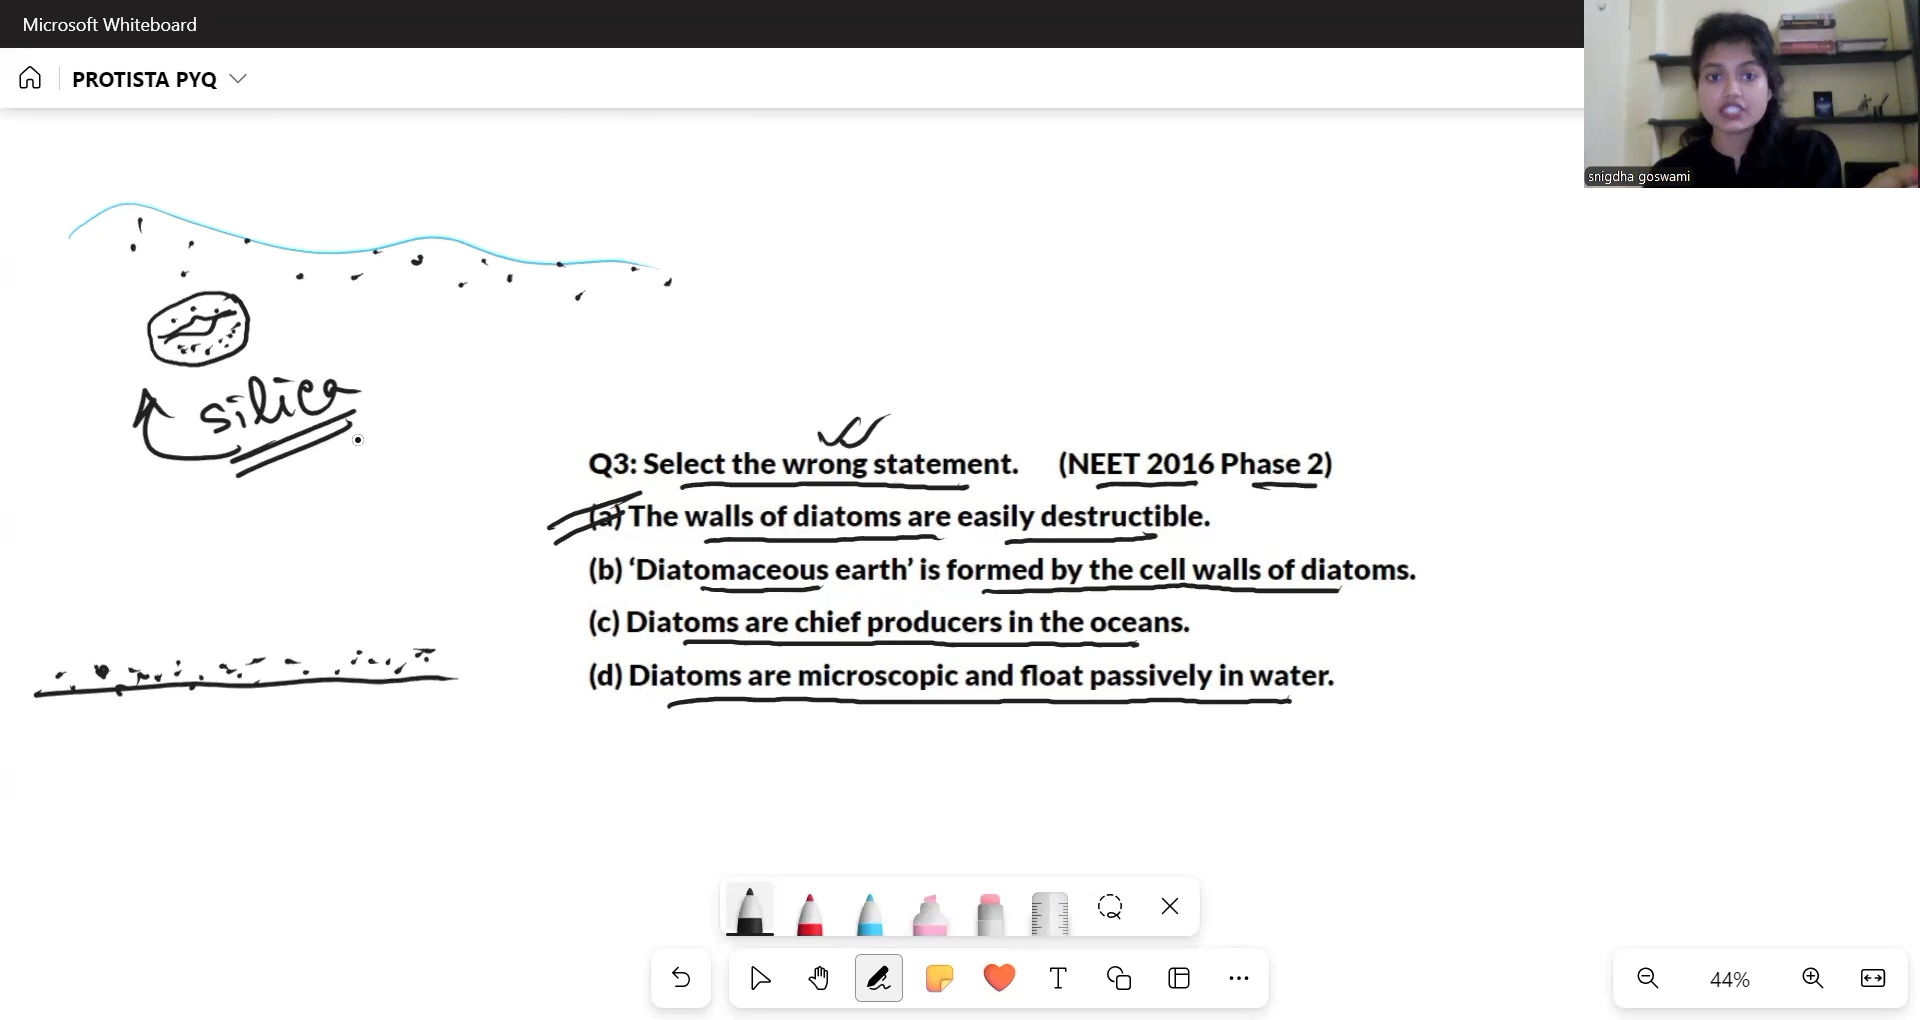 Microsoft Whiteboard
PROTISTA PYQ
snigdha goswami
silica
Q3: Select the wrong statement. (NEET 2016 Phase 2)
(a) The walls of diatoms are easily destructible.
(b) ‘Diatomaceous earth’ is formed by the cell walls of diatoms.
(c) Diatoms are chief producers in the oceans.
(d) Diatoms are microscopic and float passively in water.
44%